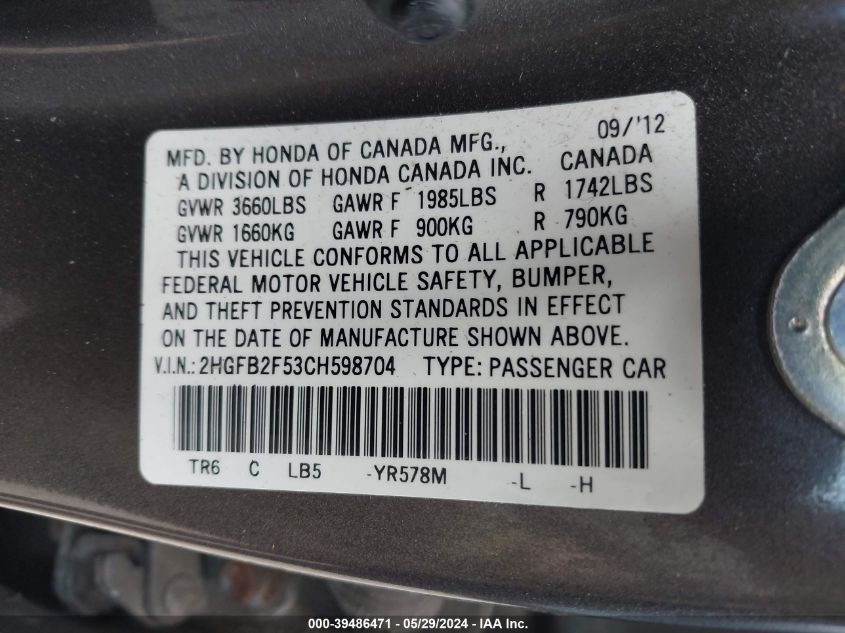 09/'12
MFD. BY HONDA OF CANADA MFG.,
A DIVISION OF HONDA CANADA INC. CANADA
GVWR 3660LBS GAWR F 1985LBS R 1742LBS
GVWR 1660KG GAWR F 900KG R 790KG
THIS VEHICLE CONFORMS TO ALL APPLICABLE
FEDERAL MOTOR VEHICLE SAFETY, BUMPER,
AND THEFT PREVENTION STANDARDS IN EFFECT
ON THE DATE OF MANUFACTURE SHOWN ABOVE.
V.I.N.: 2HGFB2F53CH598704 TYPE: PASSENGER CAR
TR6 C LB5 -YR578M -L -H
000-39486471 - 05/29/2024 - IAA Inc.